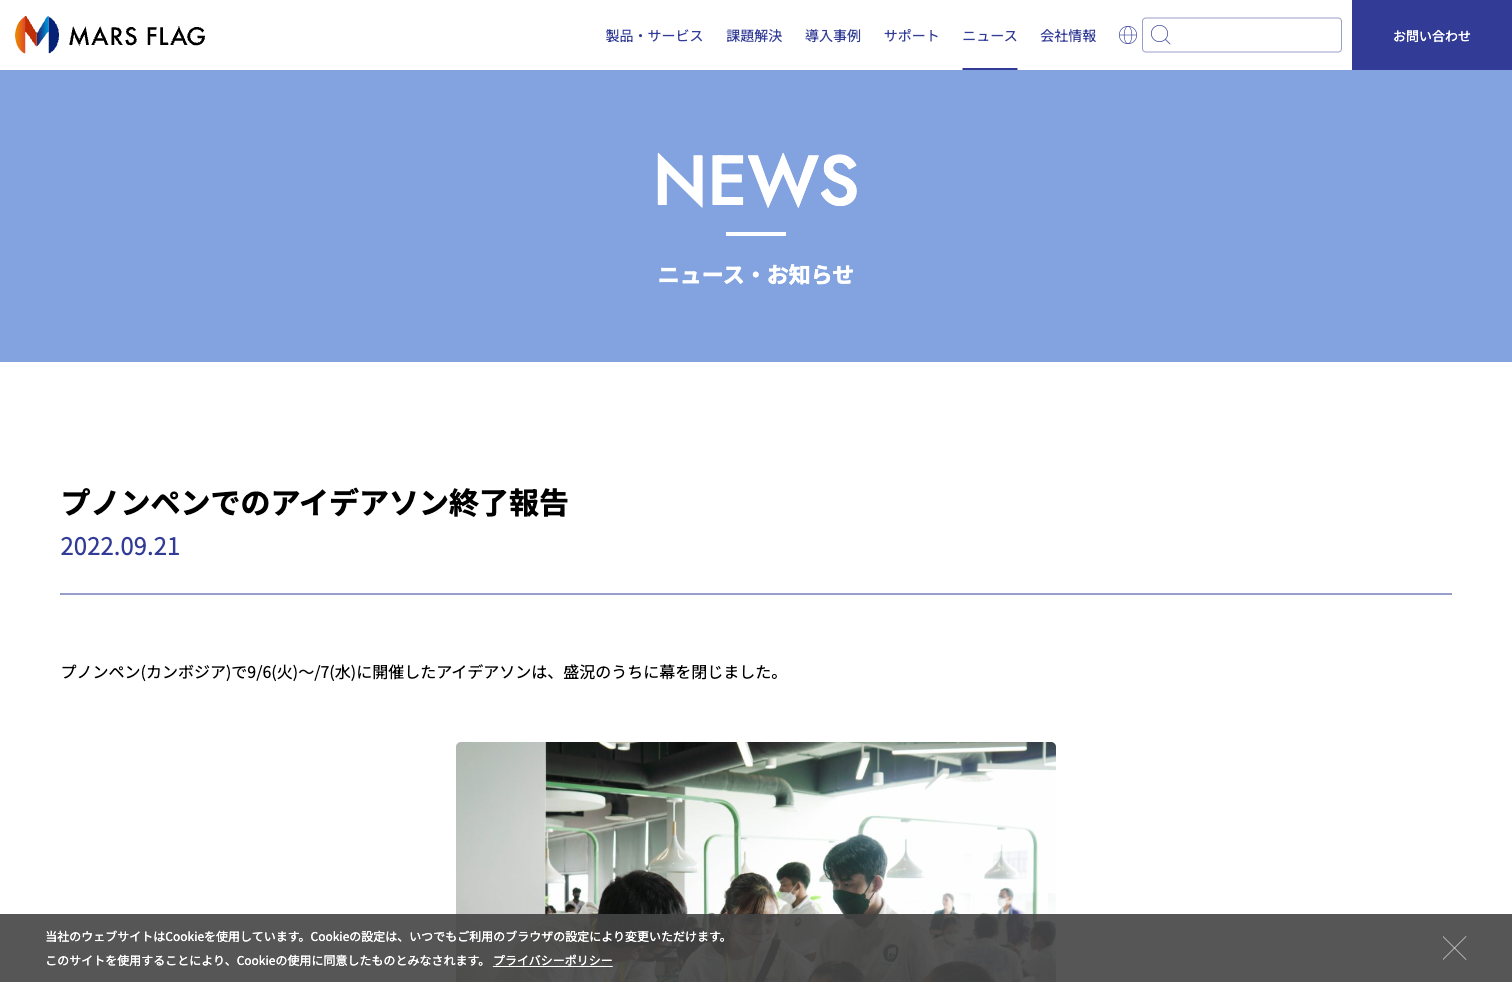 MARS FLAG
製品・サービス 課題解決 導入事例 サポート ニュース 会社情報 お問い合わせ
NEWS
ニュース・お知らせ
プノンペンでのアイデアソン終了報告
2022.09.21
プノンペン(カンボジア)で9/6(火)〜/7(水)に開催したアイデアソンは、盛況のうちに幕を閉じました。
当社のウェブサイトはCookieを使用しています。Cookieの設定は、いつでもご利用のブラウザの設定により変更いただけます。
このサイトを使用することにより、Cookieの使用に同意したものとみなされます。 プライバシーポリシー